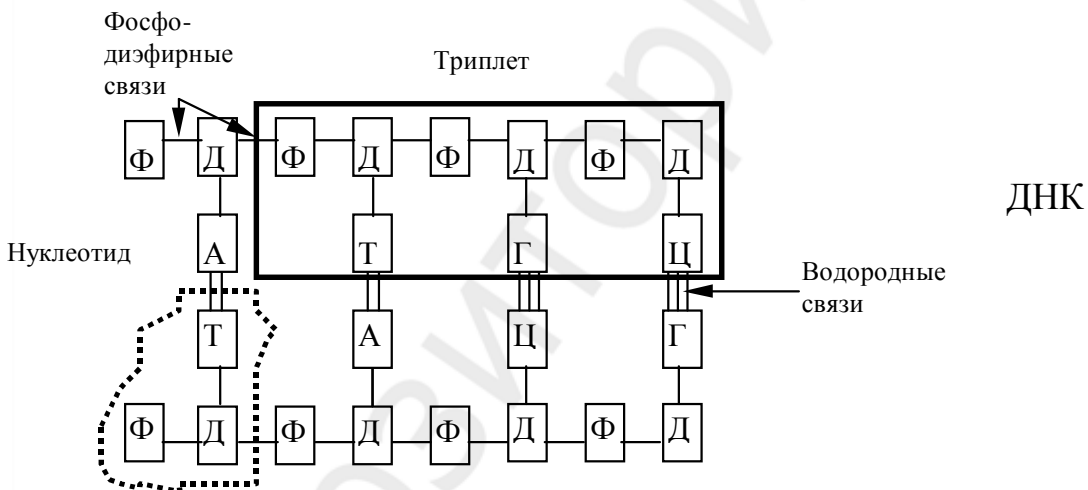 Фосфо-
диэфирные
связи
Триплет
Ф Д Ф Д Ф Д Ф Д
ДНК
А Т Г Ц
Нуклеотид
Водородные
связи
Т А Ц Г
Ф Д Ф Д Ф Д Ф Д